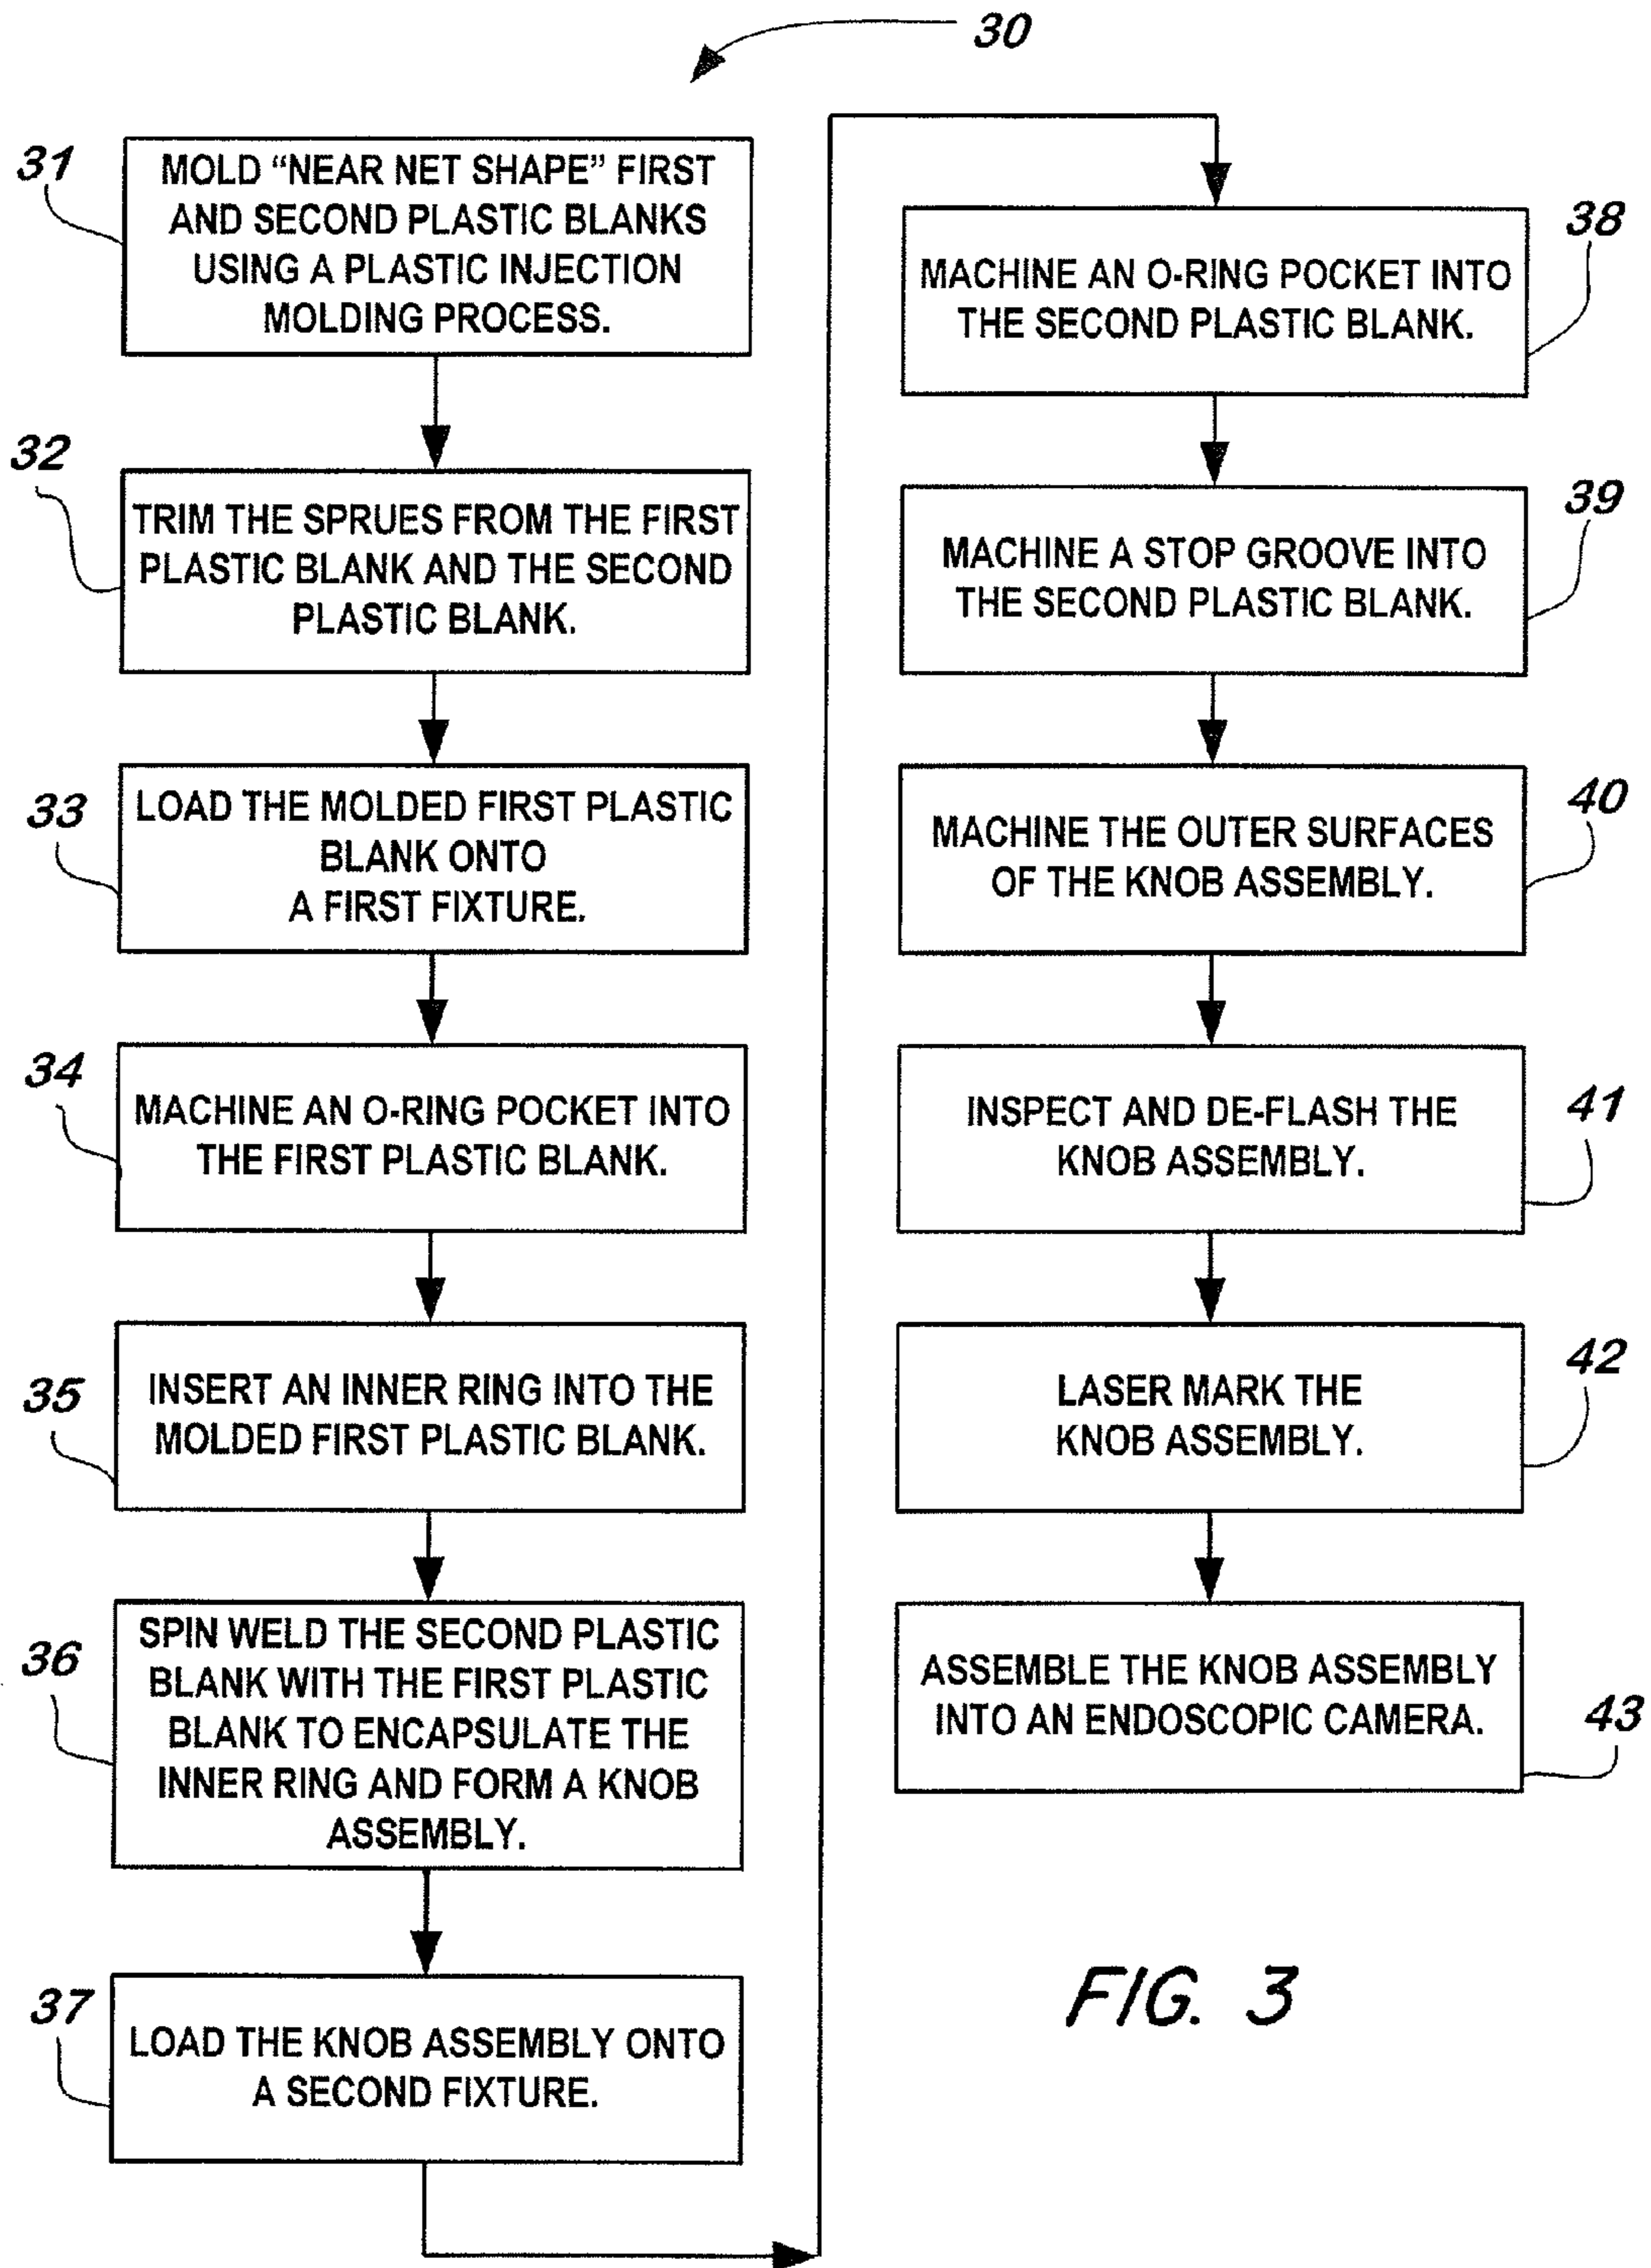 30
31
MOLD “NEAR NET SHAPE” FIRST
AND SECOND PLASTIC BLANKS
USING A PLASTIC INJECTION
MOLDING PROCESS.
32
TRIM THE SPRUES FROM THE FIRST
PLASTIC BLANK AND THE SECOND
PLASTIC BLANK.
33
LOAD THE MOLDED FIRST PLASTIC
BLANK ONTO
A FIRST FIXTURE.
34
MACHINE AN O-RING POCKET INTO
THE FIRST PLASTIC BLANK.
35
INSERT AN INNER RING INTO THE
MOLDED FIRST PLASTIC BLANK.
36
SPIN WELD THE SECOND PLASTIC
BLANK WITH THE FIRST PLASTIC
BLANK TO ENCAPSULATE THE
INNER RING AND FORM A KNOB
ASSEMBLY.
37
LOAD THE KNOB ASSEMBLY ONTO
A SECOND FIXTURE.
38
MACHINE AN O-RING POCKET INTO
THE SECOND PLASTIC BLANK.
39
MACHINE A STOP GROOVE INTO
THE SECOND PLASTIC BLANK.
40
MACHINE THE OUTER SURFACES
OF THE KNOB ASSEMBLY.
41
INSPECT AND DE-FLASH THE
KNOB ASSEMBLY.
42
LASER MARK THE
KNOB ASSEMBLY.
43
ASSEMBLE THE KNOB ASSEMBLY
INTO AN ENDOSCOPIC CAMERA.
FIG. 3